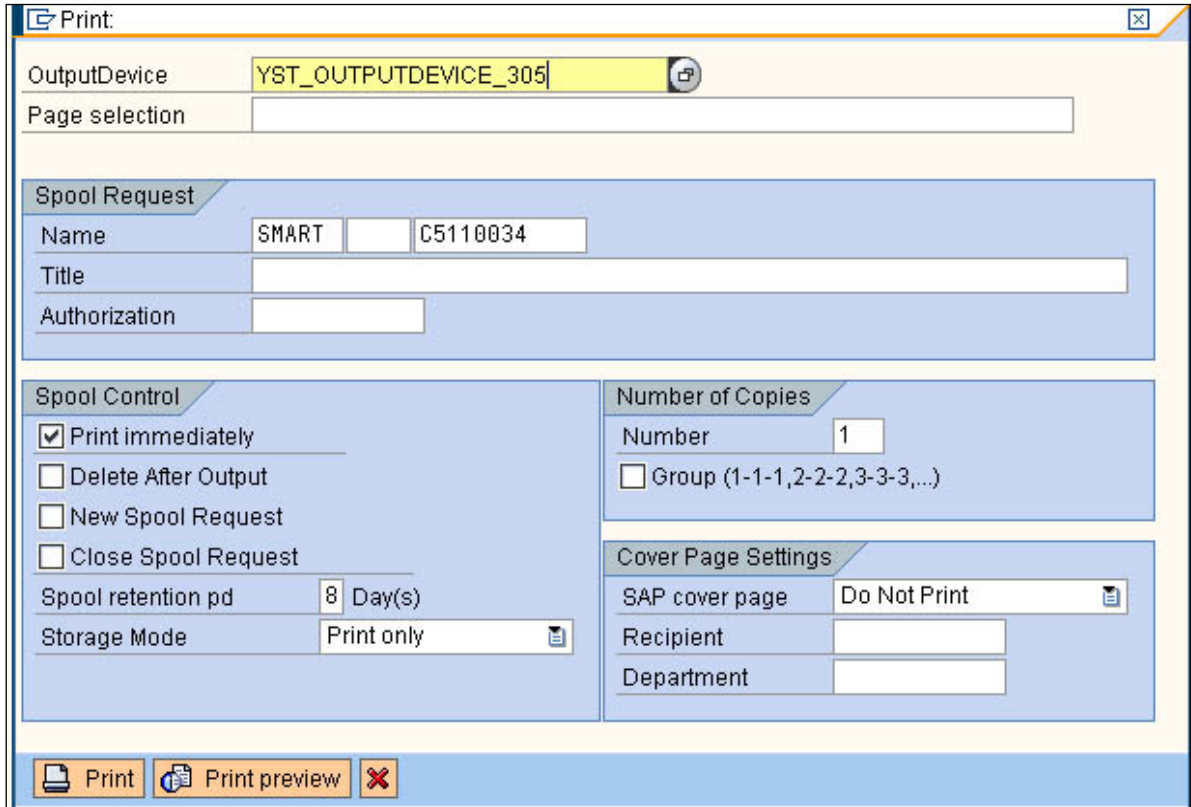 Print:
OutputDevice YST_OUTPUTDEVICE_305
Page selection
Spool Request
Name SMART C5110034
Title
Authorization
Spool Control
Print immediately
Delete After Output
New Spool Request
Close Spool Request
Spool retention pd 8 Day(s)
Storage Mode Print only
Number of Copies
Number 1
Group (1-1-1,2-2-2,3-3-3,...)
Cover Page Settings
SAP cover page Do Not Print
Recipient
Department
Print Print preview